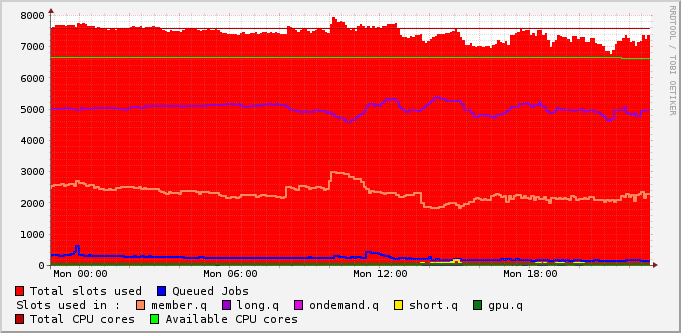 8000
7000
6000
5000
4000
3000
2000
1000
0
Mon 00:00 Mon 06:00 Mon 12:00 Mon 18:00
RRDTOOL / TOBI OETIKER
Total slots used Queued Jobs
Slots used in : member.q long.q ondemand.q short.q gpu.q
Total CPU cores Available CPU cores